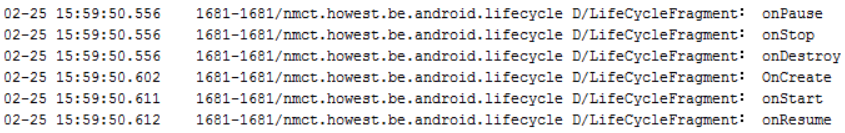 02-25 15:59:50.556 1681-1681/nmct.howest.be.android.lifecycle D/LifeCycleFragment: onPause
02-25 15:59:50.556 1681-1681/nmct.howest.be.android.lifecycle D/LifeCycleFragment: onStop
02-25 15:59:50.556 1681-1681/nmct.howest.be.android.lifecycle D/LifeCycleFragment: onDestroy
02-25 15:59:50.602 1681-1681/nmct.howest.be.android.lifecycle D/LifeCycleFragment: OnCreate
02-25 15:59:50.611 1681-1681/nmct.howest.be.android.lifecycle D/LifeCycleFragment: onStart
02-25 15:59:50.612 1681-1681/nmct.howest.be.android.lifecycle D/LifeCycleFragment: onResume